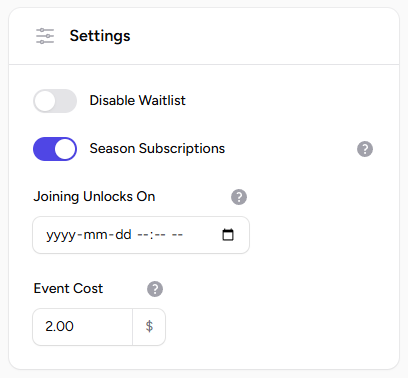 Settings
Disable Waitlist
Season Subscriptions ?
Joining Unlocks On ?
yyyy-mm-dd --:-- --
Event Cost ?
2.00 $